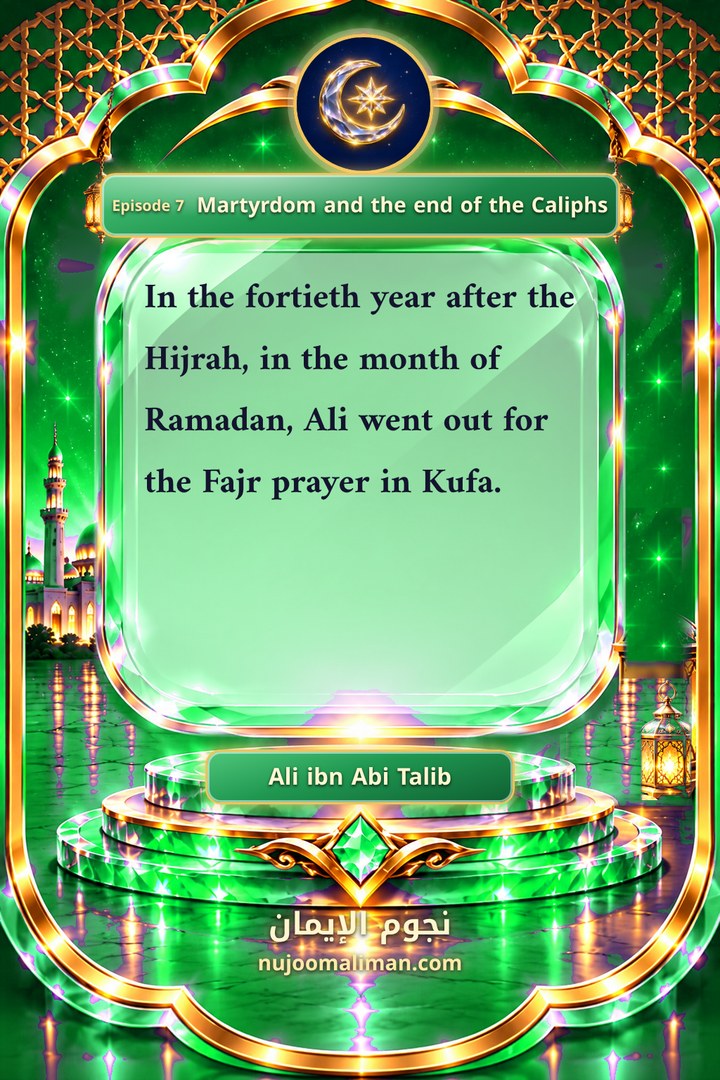 Episode 7 Martyrdom and the end of the Caliphs
In the fortieth year after the
Hijrah, in the month of
Ramadan, Ali went out for
the Fajr prayer in Kufa.
Ali ibn Abi Talib
نجوم الإيمان
nujoomaliman.com